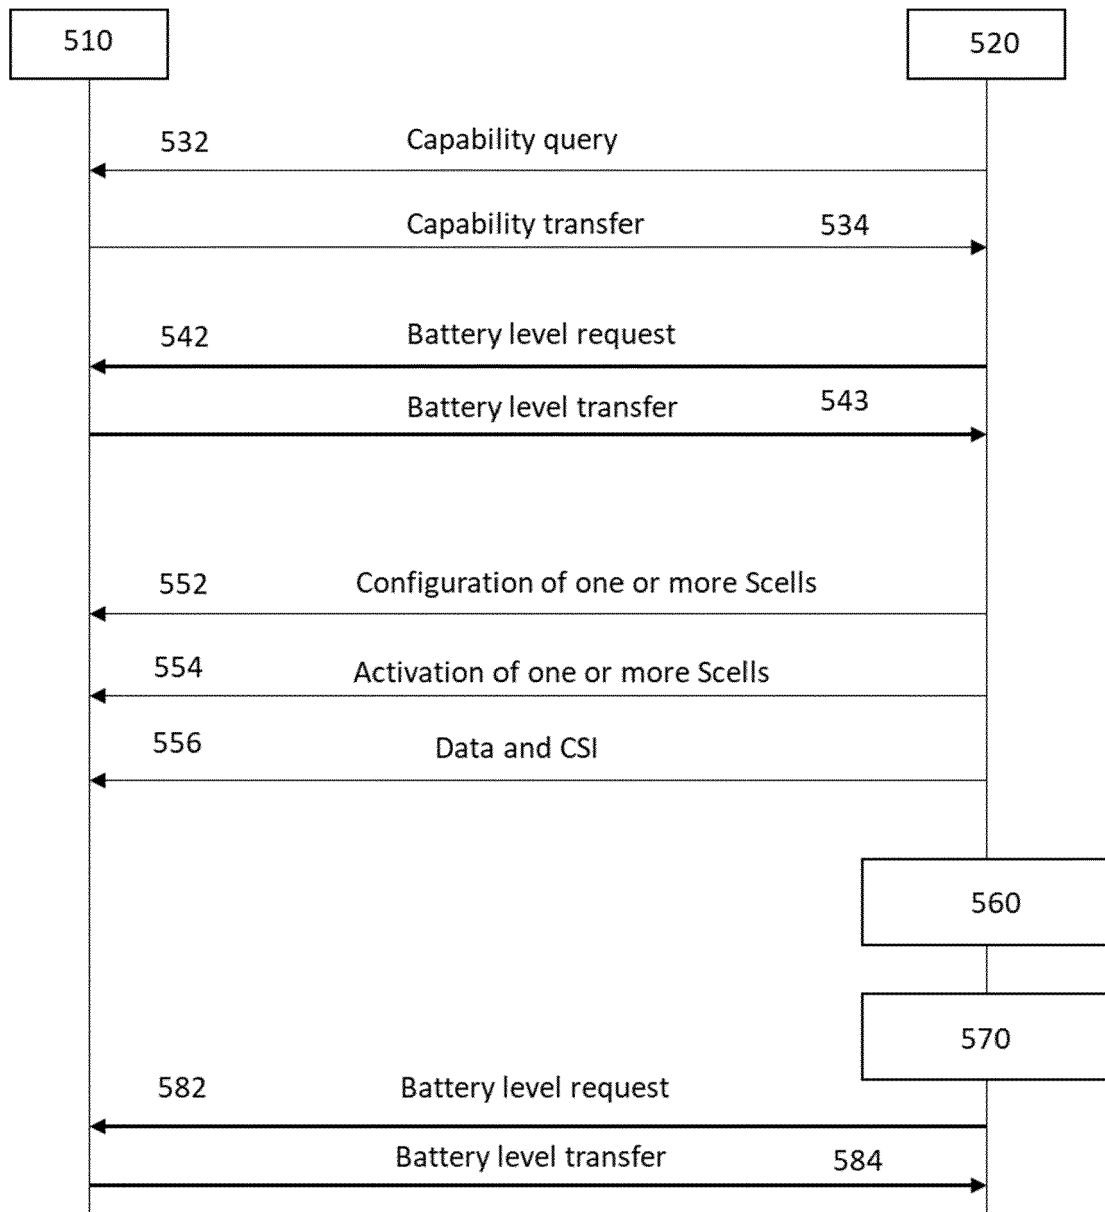 510
520
532
Capability query
Capability transfer
534
542
Battery level request
Battery level transfer
543
552
Configuration of one or more Scells
554
Activation of one or more Scells
556
Data and CSI
560
570
582
Battery level request
Battery level transfer
584